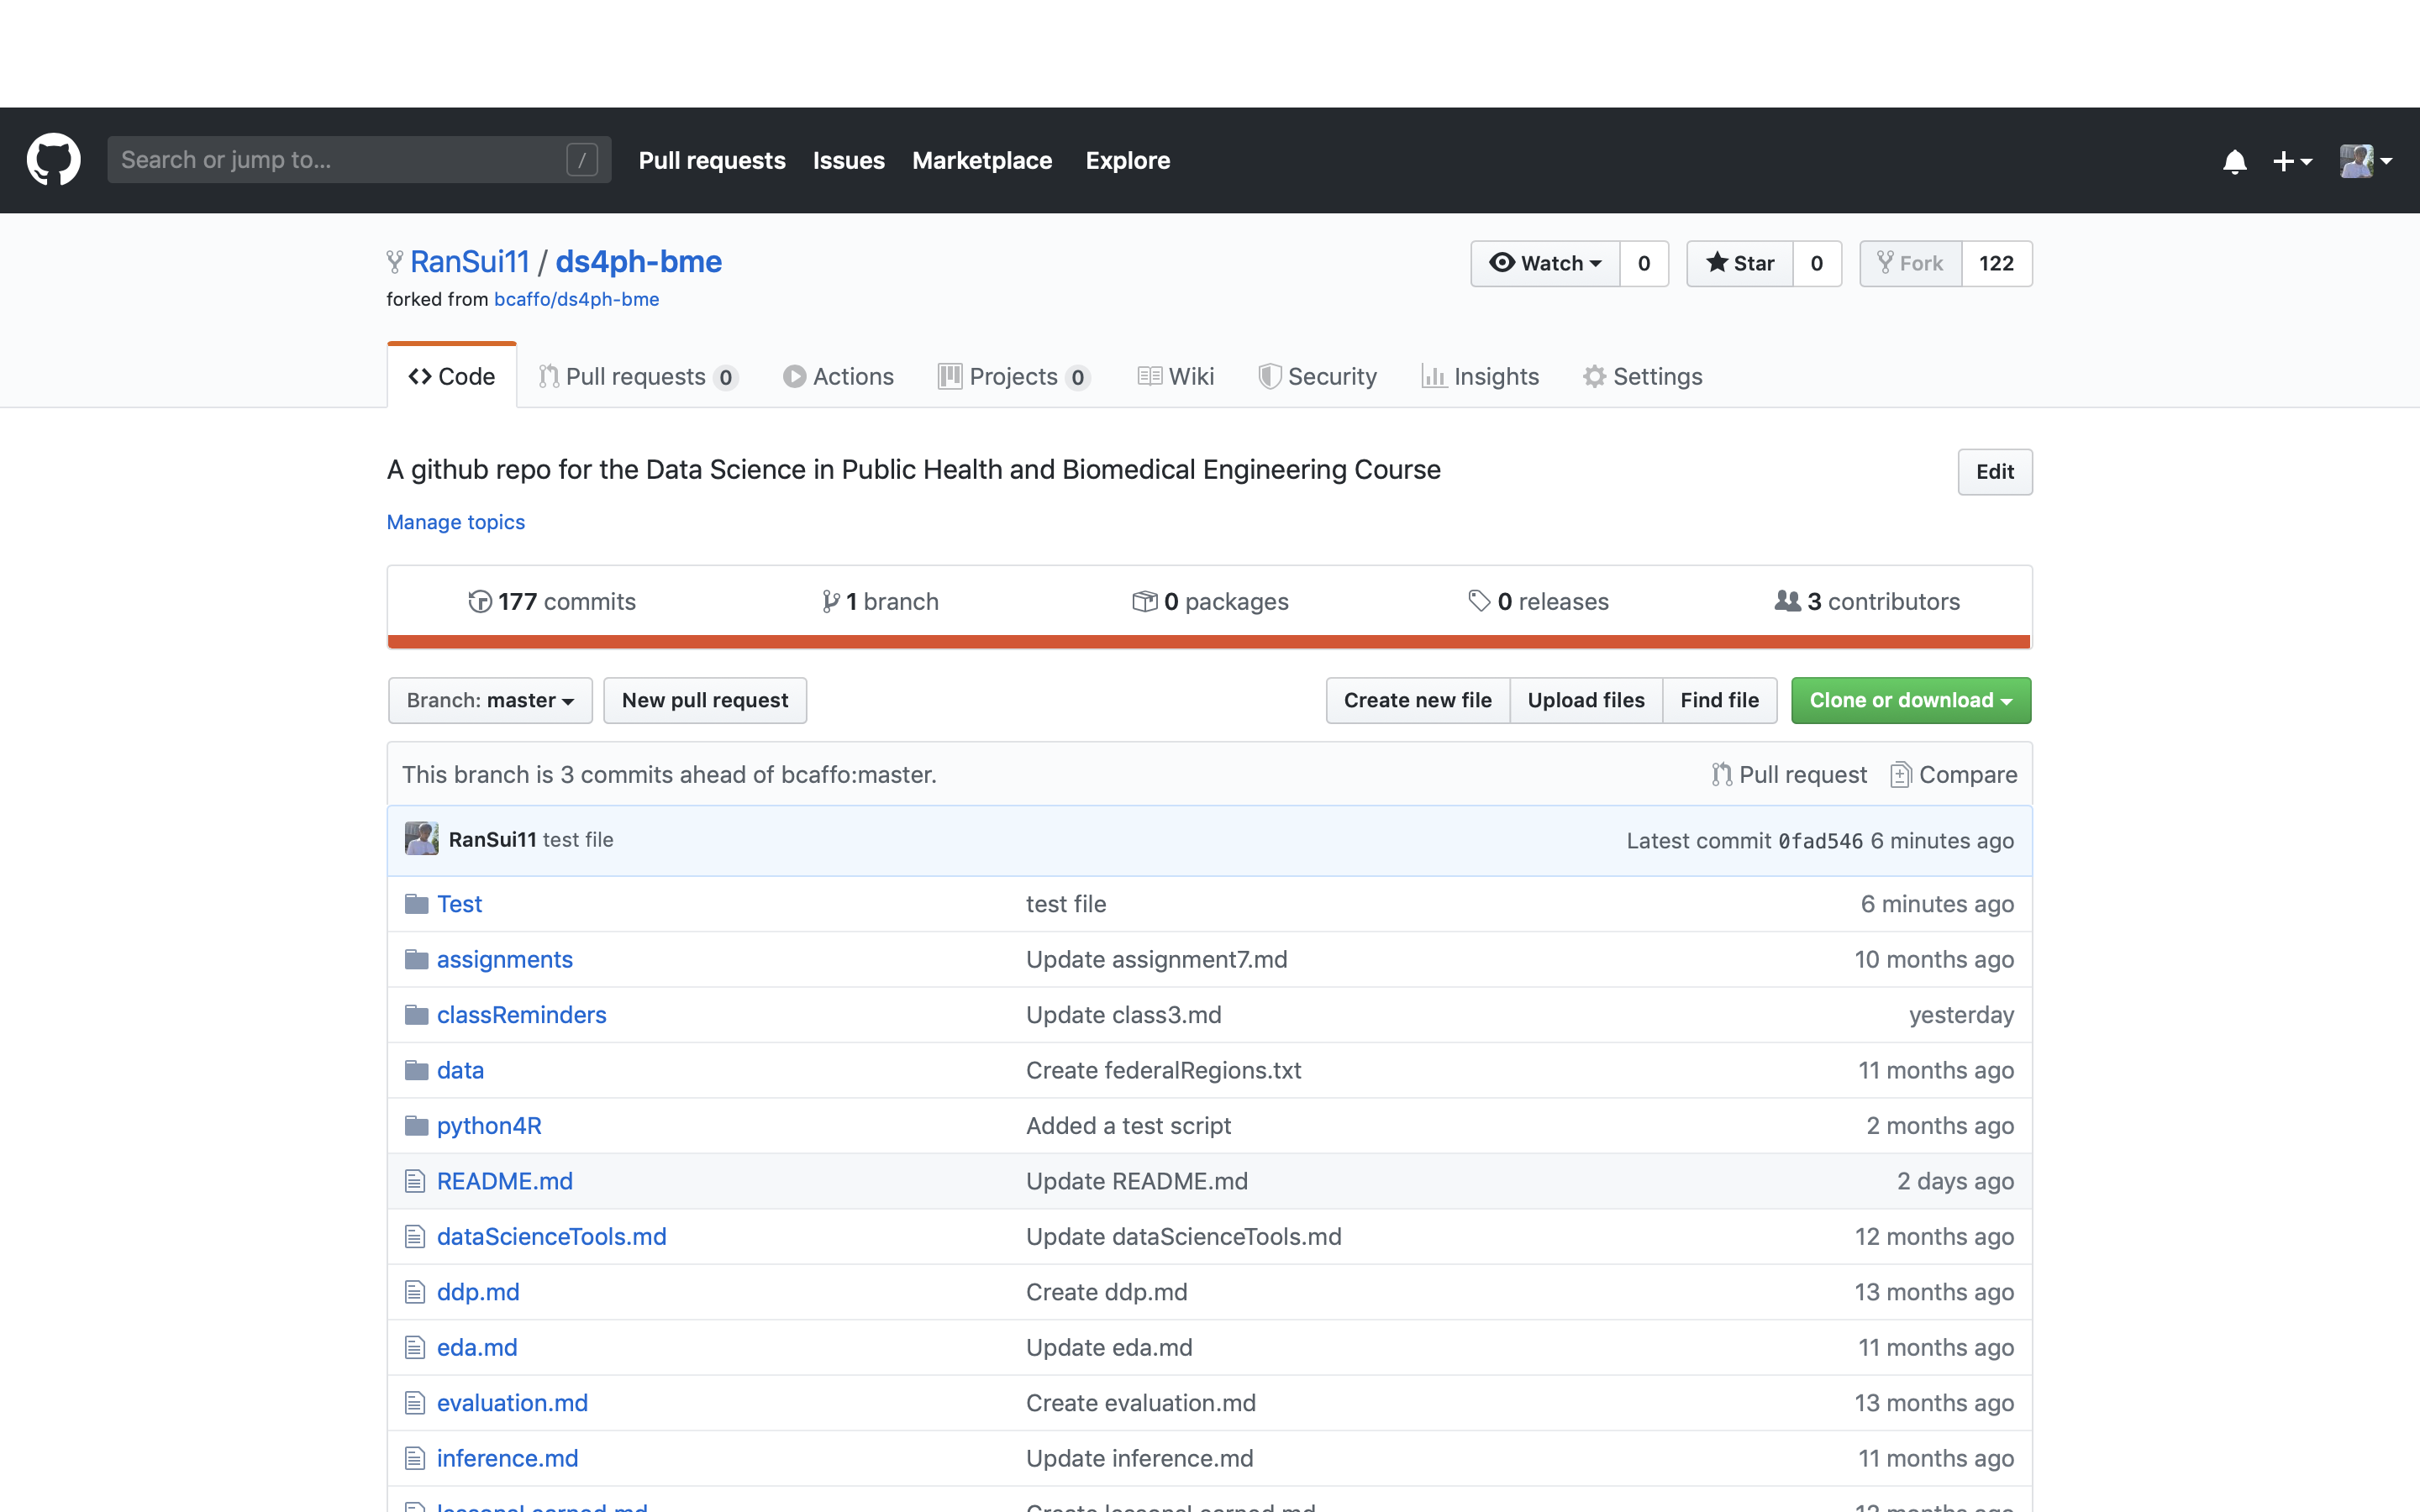 Search or jump to... / Pull requests Issues Marketplace Explore
RanSui11 / ds4ph-bme Watch 0 Star 0 Fork 122
forked from bcaffo/ds4ph-bme
Code Pull requests 0 Actions Projects 0 Wiki Security Insights Settings
A github repo for the Data Science in Public Health and Biomedical Engineering Course Edit
Manage topics
177 commits 1 branch 0 packages 0 releases 3 contributors
Branch: master New pull request Create new file Upload files Find file Clone or download
This branch is 3 commits ahead of bcaffo:master. Pull request Compare
RanSui11 test file Latest commit 0fad546 6 minutes ago
Test test file 6 minutes ago
assignments Update assignment7.md 10 months ago
classReminders Update class3.md yesterday
data Create federalRegions.txt 11 months ago
python4R Added a test script 2 months ago
README.md Update README.md 2 days ago
dataScienceTools.md Update dataScienceTools.md 12 months ago
ddp.md Create ddp.md 13 months ago
eda.md Update eda.md 11 months ago
evaluation.md Create evaluation.md 13 months ago
inference.md Update inference.md 11 months ago
lessonsLearned.md Create lessonsLearned.md 12 months ago